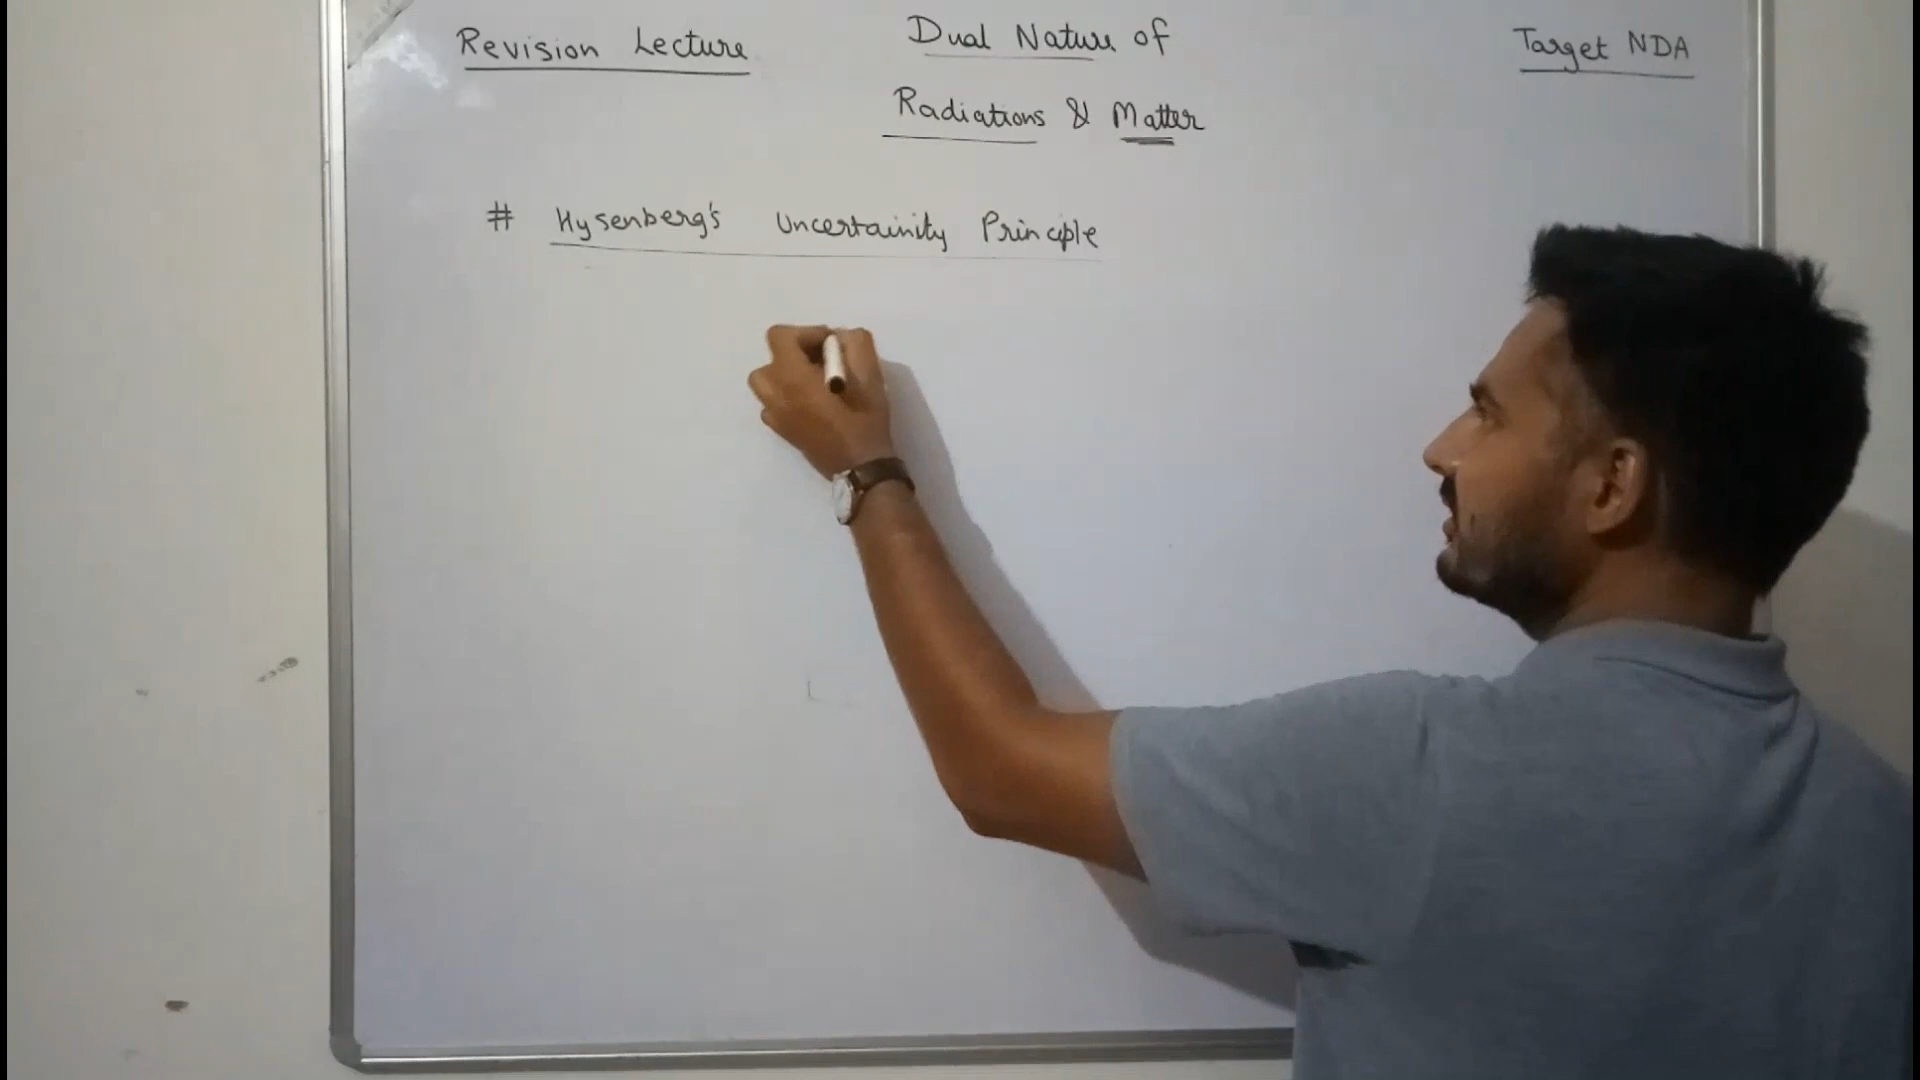 Revision Lecture
Dual Nature of
Radiations & Matter
Target NDA
# Hysenberg's Uncertainity Principle